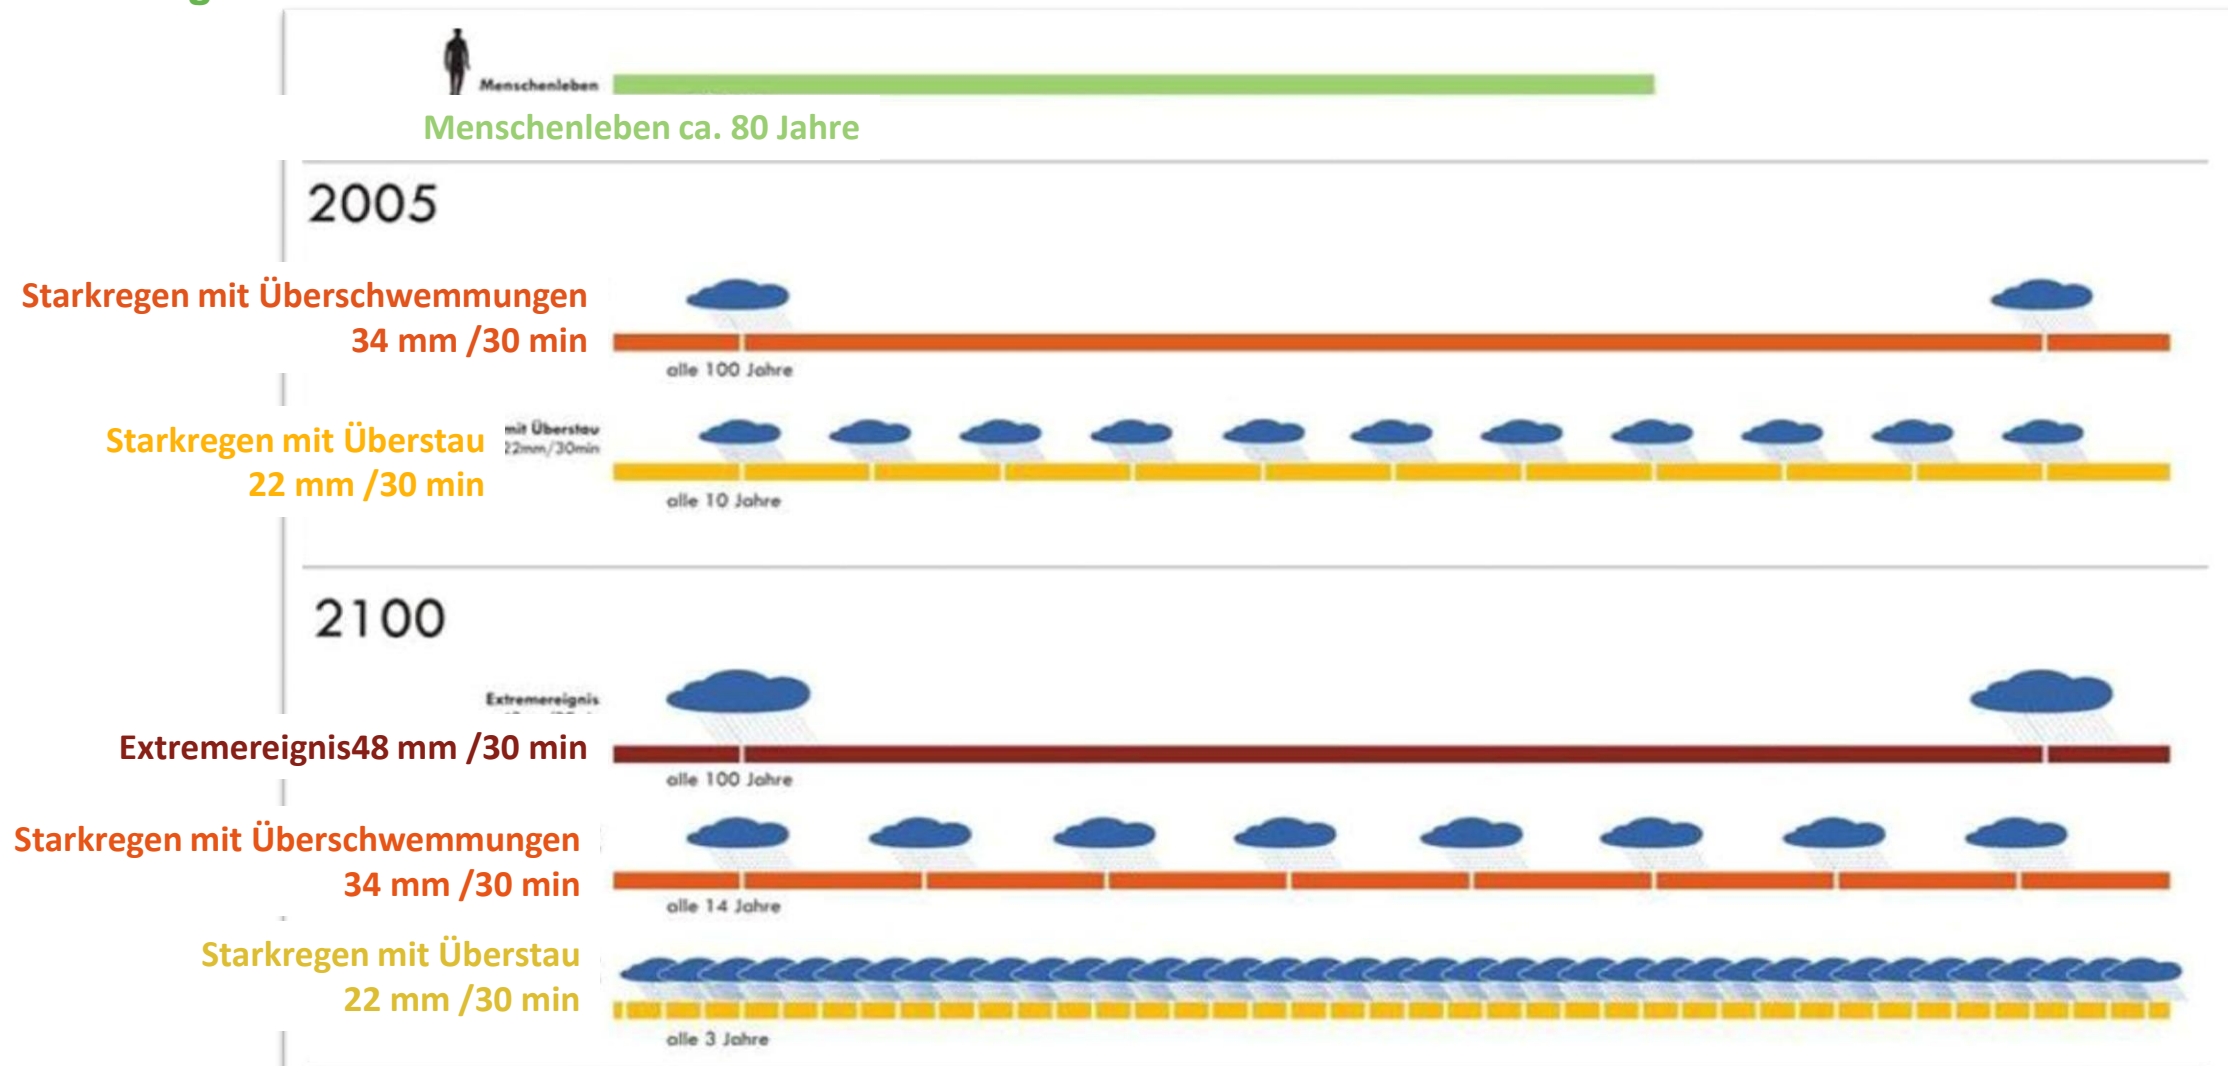 Menschenleben
Menschenleben ca. 80 Jahre
2005
Starkregen mit Überschwemmungen
34 mm /30 min
alle 100 Jahre
Starkregen mit Überstau
22 mm /30 min
mit Überstau
22mm/30min
alle 10 Jahre
2100
Extremereignis
Extremereignis48 mm /30 min
alle 100 Jahre
Starkregen mit Überschwemmungen
34 mm /30 min
alle 14 Jahre
Starkregen mit Überstau
22 mm /30 min
alle 3 Jahre